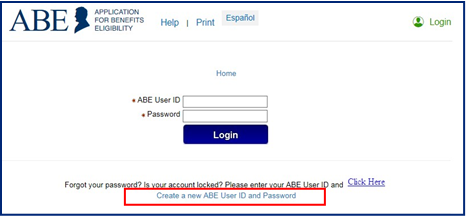 ABE APPLICATION FOR BENEFITS ELIGIBILITY
Help | Print Español
Login
Home
* ABE User ID
* Password
Login
Forgot your password? Is your account locked? Please enter your ABE User ID and Click Here
Create a new ABE User ID and Password